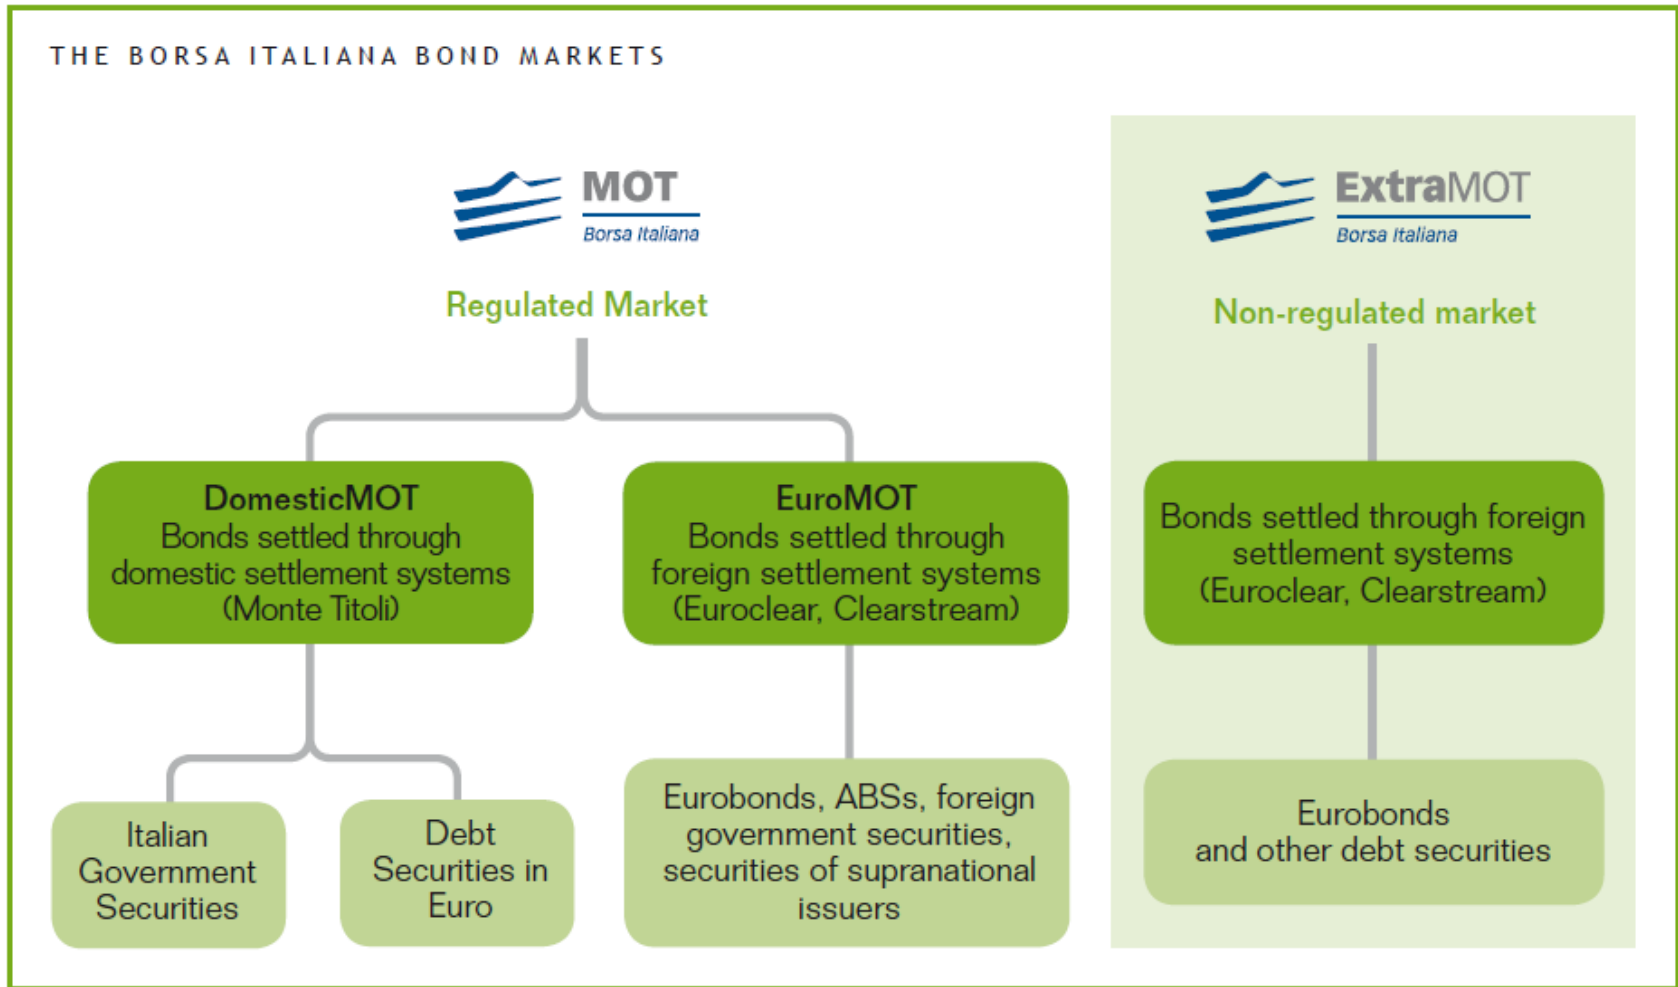 THE BORSA ITALIANA BOND MARKETS
MOT
Borsa Italiana
Regulated Market
DomesticMOT
Bonds settled through
domestic settlement systems
(Monte Titoli)
Italian
Government
Securities
Debt
Securities in
Euro
EuroMOT
Bonds settled through
foreign settlement systems
(Euroclear, Clearstream)
Eurobonds, ABSs, foreign
government securities,
securities of supranational
issuers
ExtraMOT
Borsa Italiana
Non-regulated market
Bonds settled through foreign
settlement systems
(Euroclear, Clearstream)
Eurobonds
and other debt securities